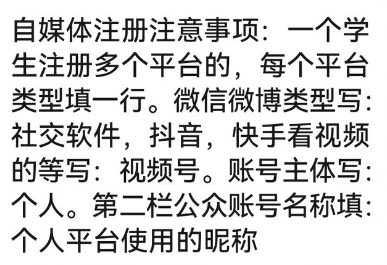 自媒体注册注意事项：一个学
生注册多个平台的，每个平台
类型填一行。微信微博类型写：
社交软件，抖音，快手看视频
的等写：视频号。账号主体写：
个人。第二栏公众账号名称填：
个人平台使用的昵称